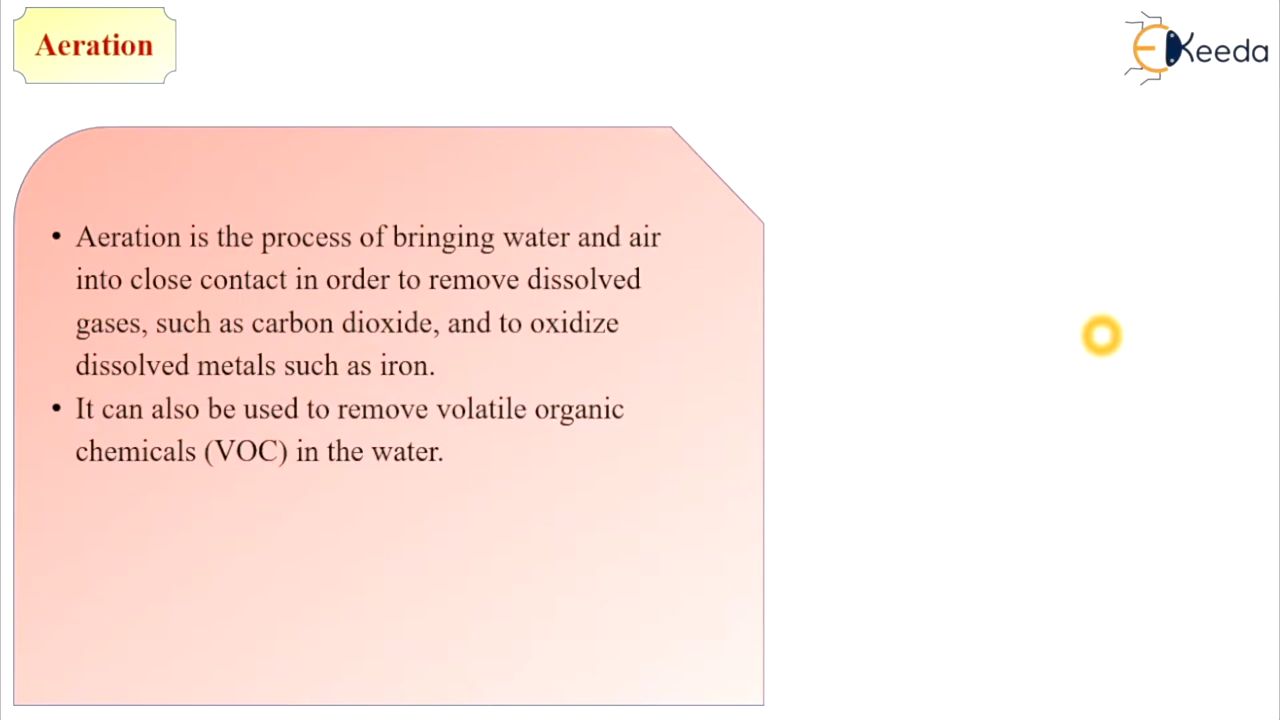 Aeration
EKeeda
• Aeration is the process of bringing water and air
into close contact in order to remove dissolved
gases, such as carbon dioxide, and to oxidize
dissolved metals such as iron.
• It can also be used to remove volatile organic
chemicals (VOC) in the water.